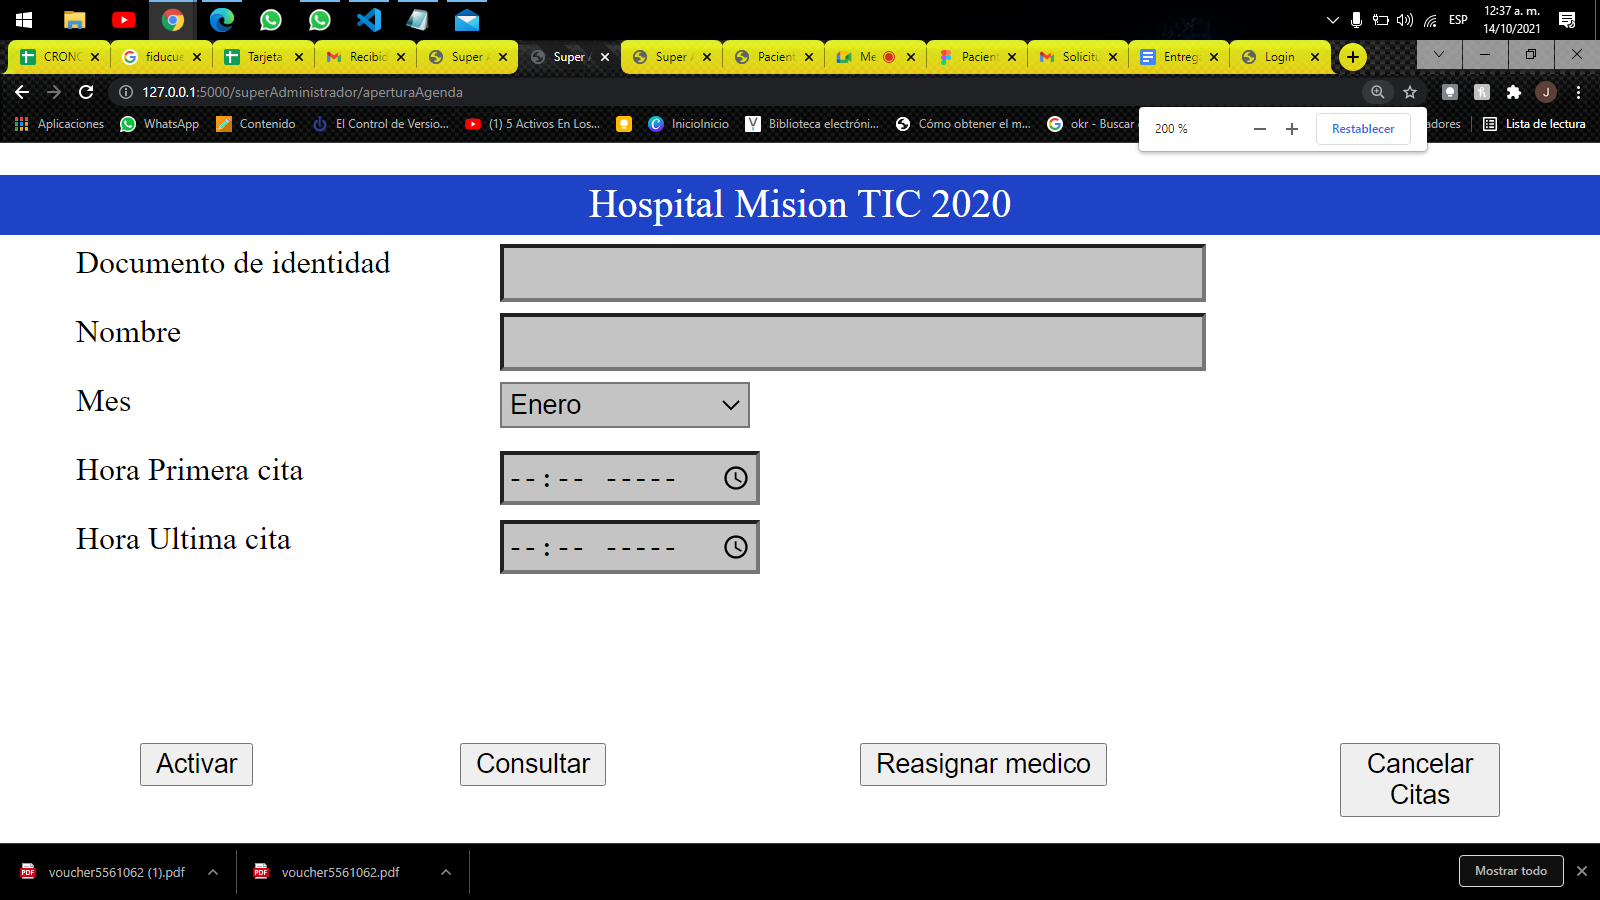 12:37 a. m.
ESP
14/10/2021
CRONO
fiducue
Tarjeta
Recibid
Super A
Super A
Super A
Pacient
Me
Pacient
Solicitu
Entreg
Login
127.0.0.1:5000/superAdministrador/aperturaAgenda
J
Aplicaciones
WhatsApp
Contenido
El Control de Versio...
(1) 5 Activos En Los...
InicioInicio
Biblioteca electróni...
Cómo obtener el m...
okr - Buscar
adores
Lista de lectura
200 %
Restablecer
Hospital Mision TIC 2020
Documento de identidad
Nombre
Mes
Enero
Hora Primera cita
--:-- -----
Hora Ultima cita
--:-- -----
Activar
Consultar
Reasignar medico
Cancelar
Citas
voucher5561062 (1).pdf
voucher5561062.pdf
Mostrar todo